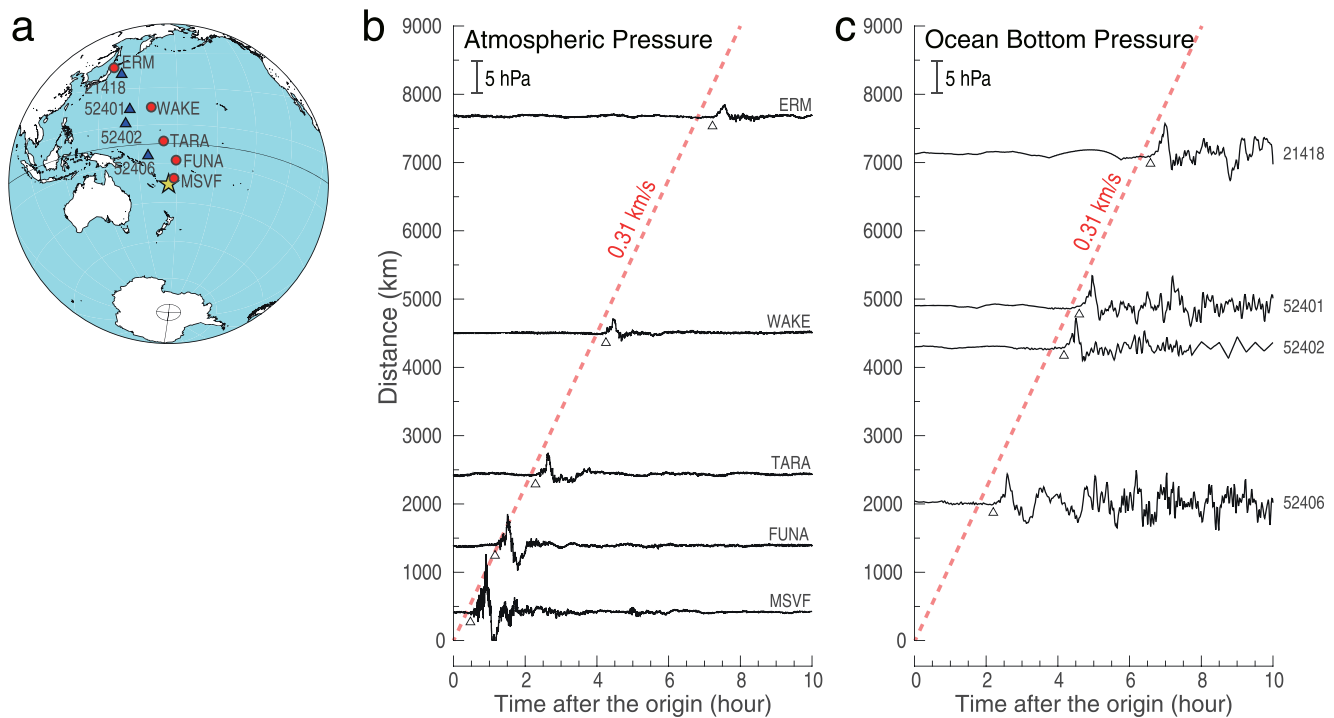 a
ERM
21418
52401
WAKE
52402
TARA
52406
FUNA
MSVF
b
Atmospheric Pressure
5 hPa
9000
8000
7000
6000
5000
4000
3000
2000
1000
0
Distance (km)
0.31 km/s
ERM
WAKE
TARA
FUNA
MSVF
0 2 4 6 8 10
Time after the origin (hour)
c
Ocean Bottom Pressure
5 hPa
9000
8000
7000
6000
5000
4000
3000
2000
1000
0
0.31 km/s
21418
52401
52402
52406
0 2 4 6 8 10
Time after the origin (hour)